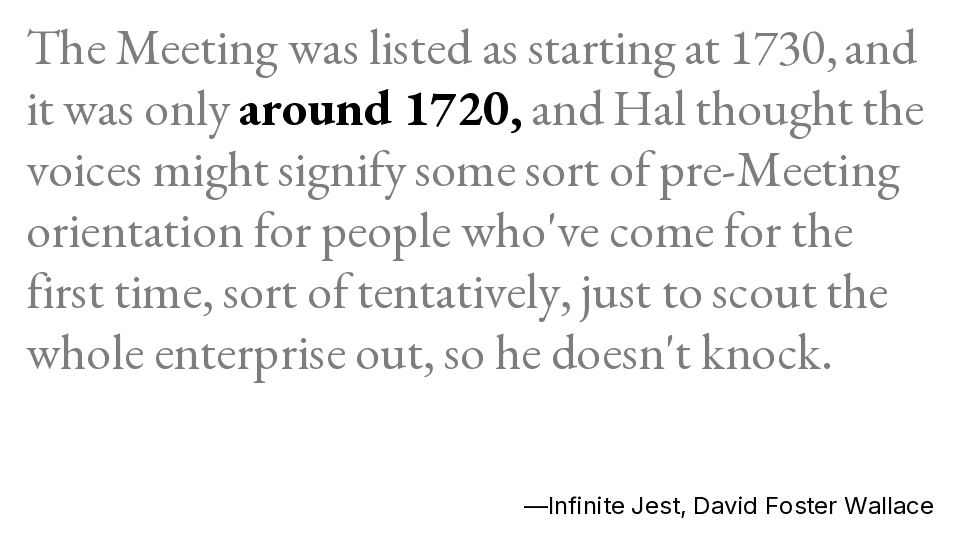 The Meeting was listed as starting at 1730, and
it was only around 1720, and Hal thought the
voices might signify some sort of pre-Meeting
orientation for people who've come for the
first time, sort of tentatively, just to scout the
whole enterprise out, so he doesn't knock.
—Infinite Jest, David Foster Wallace